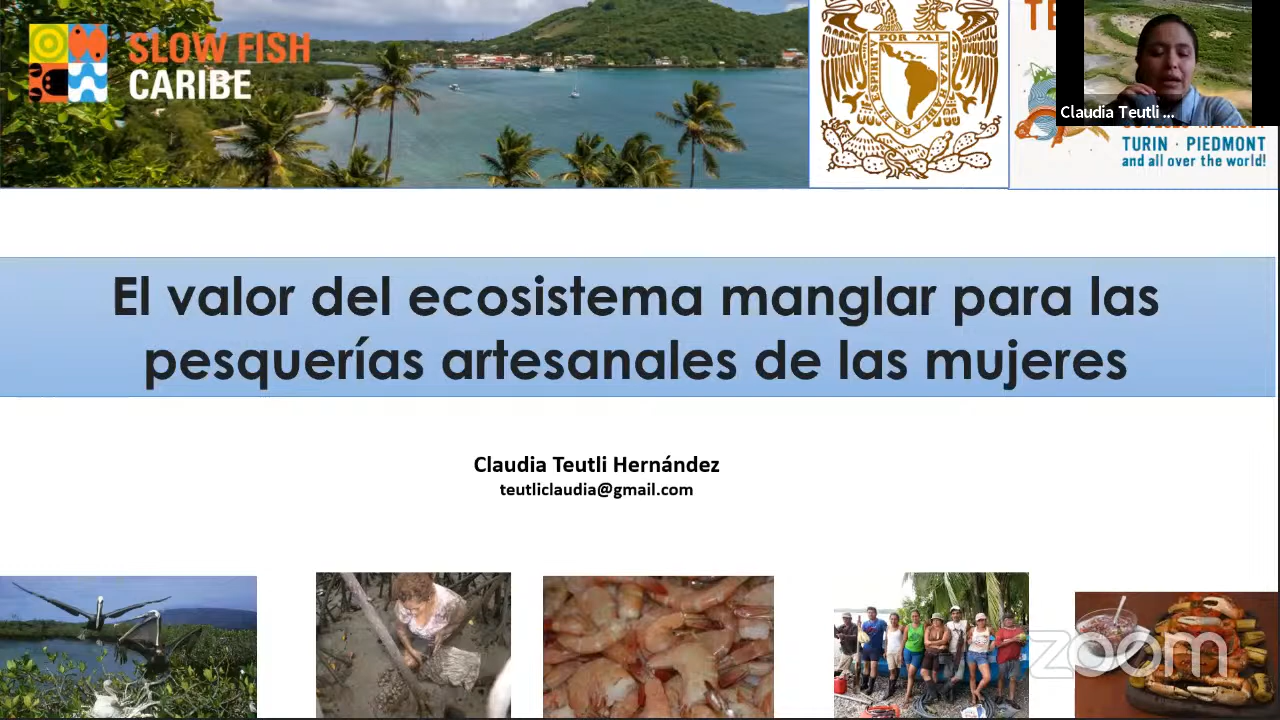 SLOW FISH
CARIBE
POR MI RAZA HABLARÁ EL ESPÍRITU
TE
Claudia Teutli ...
TURIN · PIEDMONT
and all over the world!
El valor del ecosistema manglar para las
pesquerías artesanales de las mujeres
Claudia Teutli Hernández
teutliclaudia@gmail.com
zoom